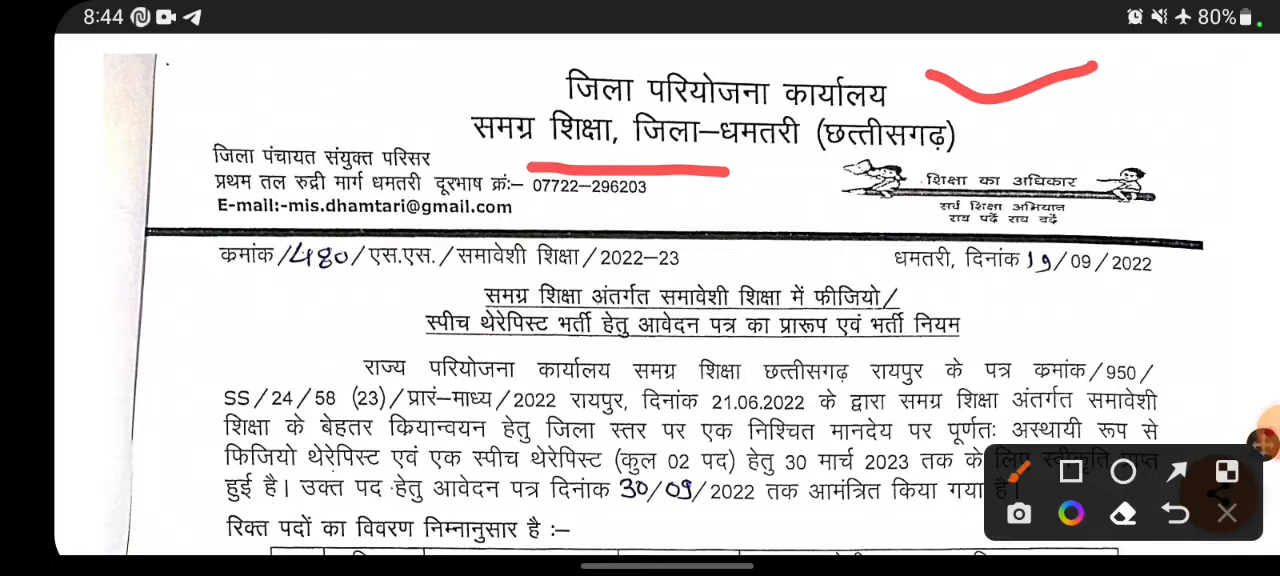 8:44
80%
जिला परियोजना कार्यालय
समग्र शिक्षा, जिला–धमतरी (छत्तीसगढ़)
जिला पंचायत संयुक्त परिसर
प्रथम तल रुद्री मार्ग धमतरी दूरभाष क्रं:– 07722–296203
E-mail:-mis.dhamtari@gmail.com
शिक्षा का अधिकार
सर्व शिक्षा अभियान
कमांक/480/एस.एस./समावेशी शिक्षा/2022–23
धमतरी, दिनांक 19/09/2022
समग्र शिक्षा अंतर्गत समावेशी शिक्षा में फीजियो/
स्पीच थेरेपिस्ट भर्ती हेतु आवेदन पत्र का प्रारूप एवं भर्ती नियम
राज्य परियोजना कार्यालय समग्र शिक्षा छत्तीसगढ़ रायपुर के पत्र कमांक/950/
SS/24/58 (23)/प्रारं–माध्य/2022 रायपुर, दिनांक 21.06.2022 के द्वारा समग्र शिक्षा अंतर्गत समावेशी
शिक्षा के बेहतर कियान्वयन हेतु जिला स्तर पर एक निश्चित मानदेय पर पूर्णतः अस्थायी रूप से
फिजियो थेरेपिस्ट एवं एक स्पीच थेरेपिस्ट (कुल 02 पद) हेतु 30 मार्च 2023 तक के लिए स्वीकृति प्राप्त
हुई है। उक्त पद हेतु आवेदन पत्र दिनांक 30/09/2022 तक आमंत्रित किया गया है।
रिक्त पदों का विवरण निम्नानुसार है :–